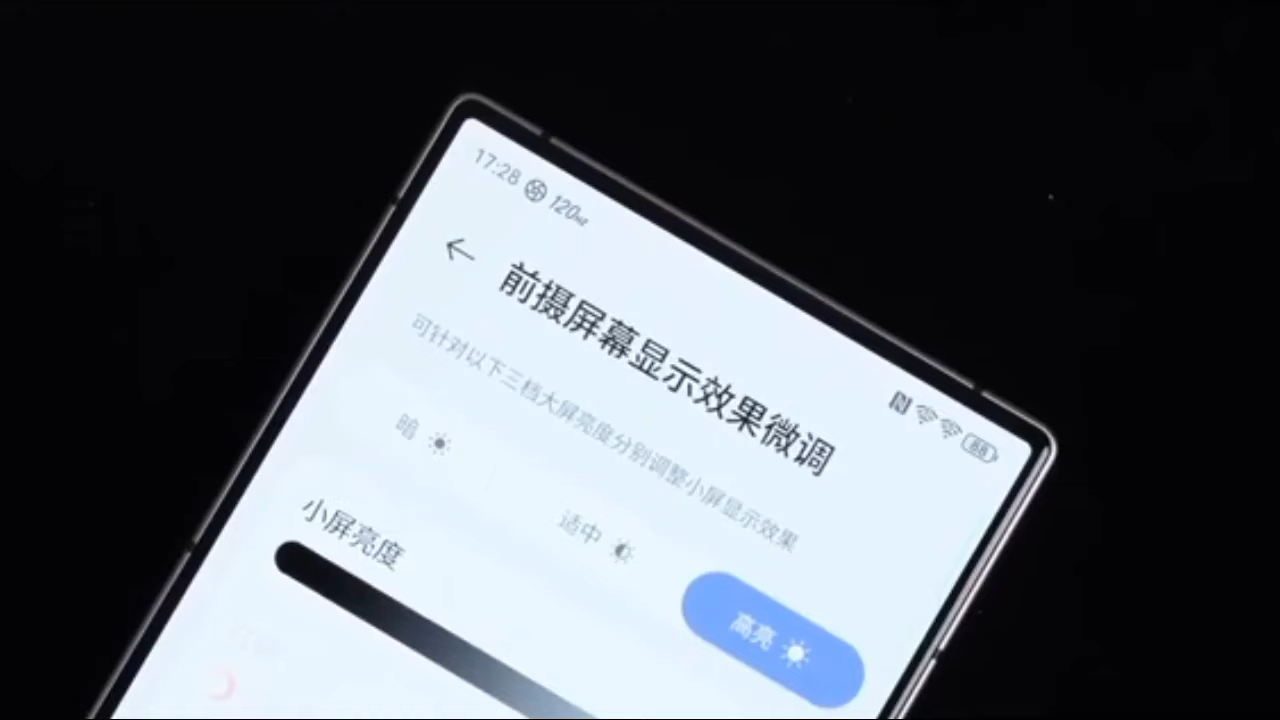 17:28 120Hz 88
前摄屏幕显示效果微调
可针对以下三档大屏亮度分别调整小屏显示效果
暗 适中 高亮
小屏亮度